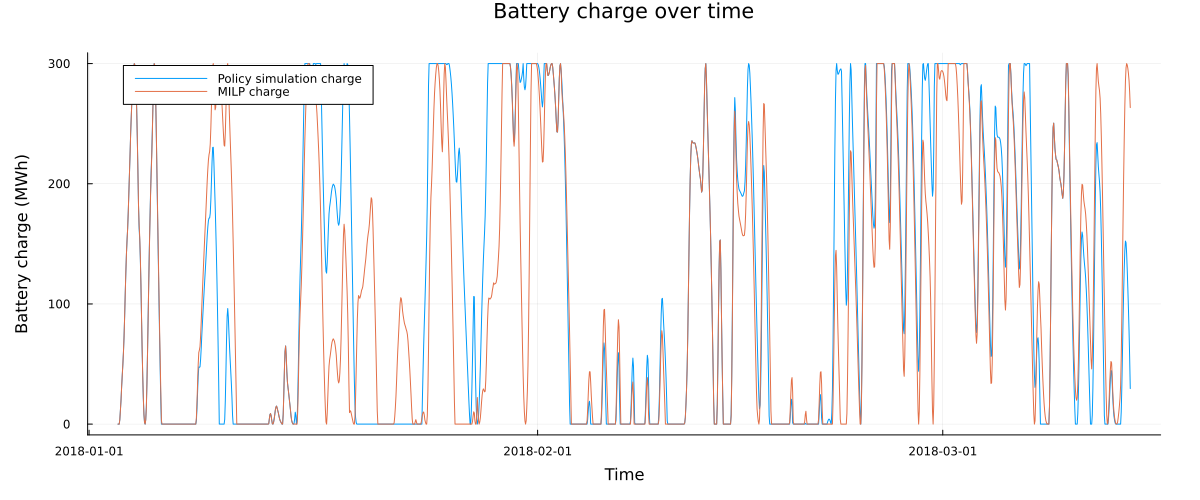 Battery charge over time
Policy simulation charge
MILP charge
300
200
100
0
Battery charge (MWh)
2018-01-01
2018-02-01
2018-03-01
Time